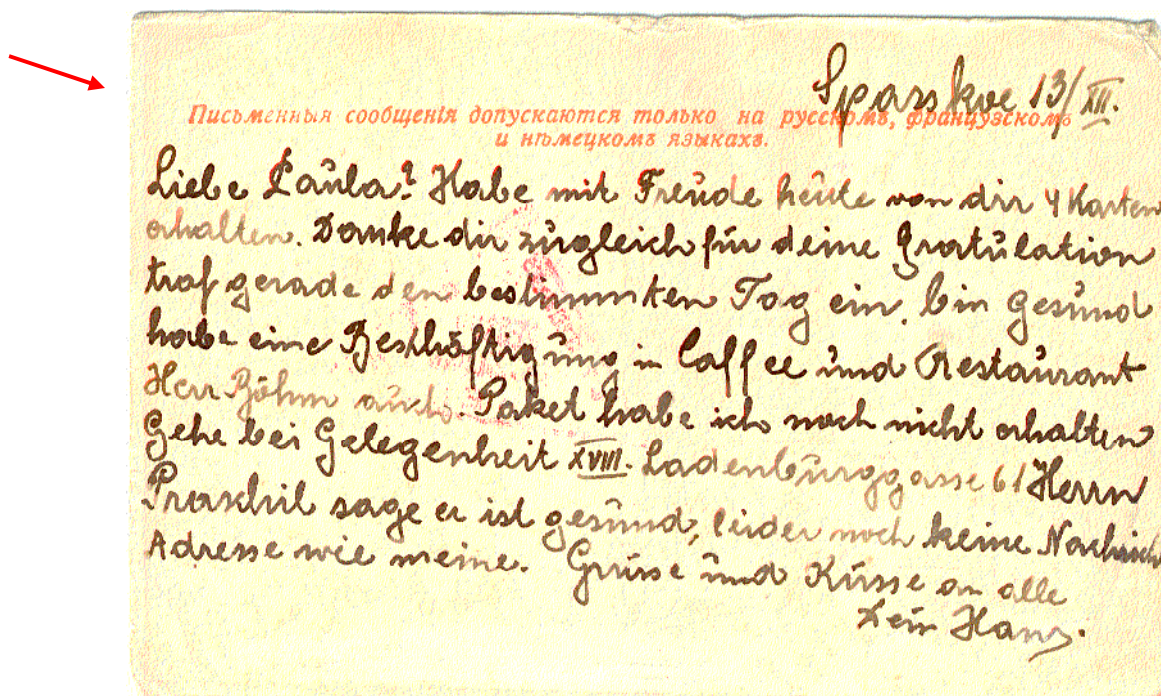 Spasskoe 13/XII.
Письменныя сообщенія допускаются только на русскомъ, французскомъ
и нѣмецкомъ языкахъ.
Liebe Paula! Habe mit Freude heute von dir 4 Karten
erhalten. Danke dir zugleich für deine Gratulation
traf gerade den bestimmten Tag ein. bin gesund
habe eine Beschäftigung in Caffee und Restaurant
Herr Böhm auch. Paket habe ich noch nicht erhalten
Gehe bei Gelegenheit XVIII. Ladenburggasse 61 Herrn
sage er ist gesund, leider noch keine Nachrich
Adresse wie meine. Grüsse und Küsse an alle
Dein Hans.